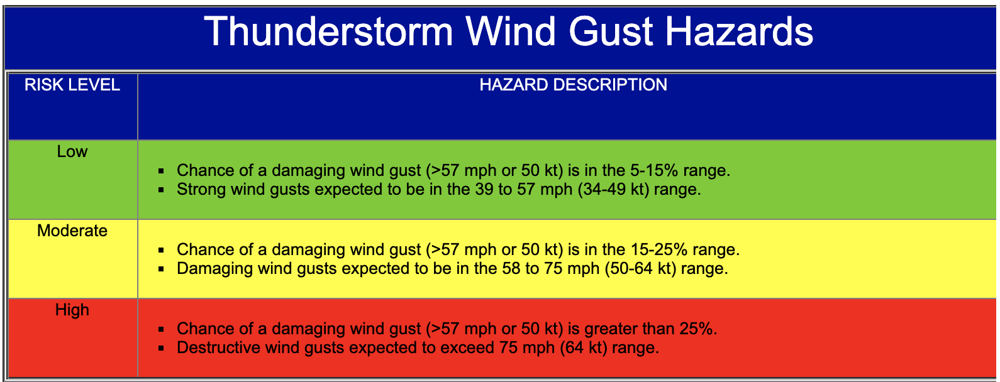 Thunderstorm Wind Gust Hazards
RISK LEVEL
HAZARD DESCRIPTION
Low
▪ Chance of a damaging wind gust (>57 mph or 50 kt) is in the 5-15% range.
▪ Strong wind gusts expected to be in the 39 to 57 mph (34-49 kt) range.
Moderate
▪ Chance of a damaging wind gust (>57 mph or 50 kt) is in the 15-25% range.
▪ Damaging wind gusts expected to be in the 58 to 75 mph (50-64 kt) range.
High
▪ Chance of a damaging wind gust (>57 mph or 50 kt) is greater than 25%.
▪ Destructive wind gusts expected to exceed 75 mph (64 kt) range.